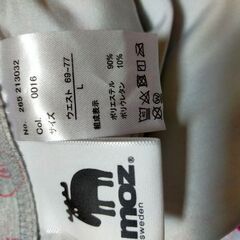 No. 285 213032
Col. 0016
サイズ
ウエスト 69-77
L
組成表示
ポリエステル 90%
ポリウレタン 10%
moz
sweden